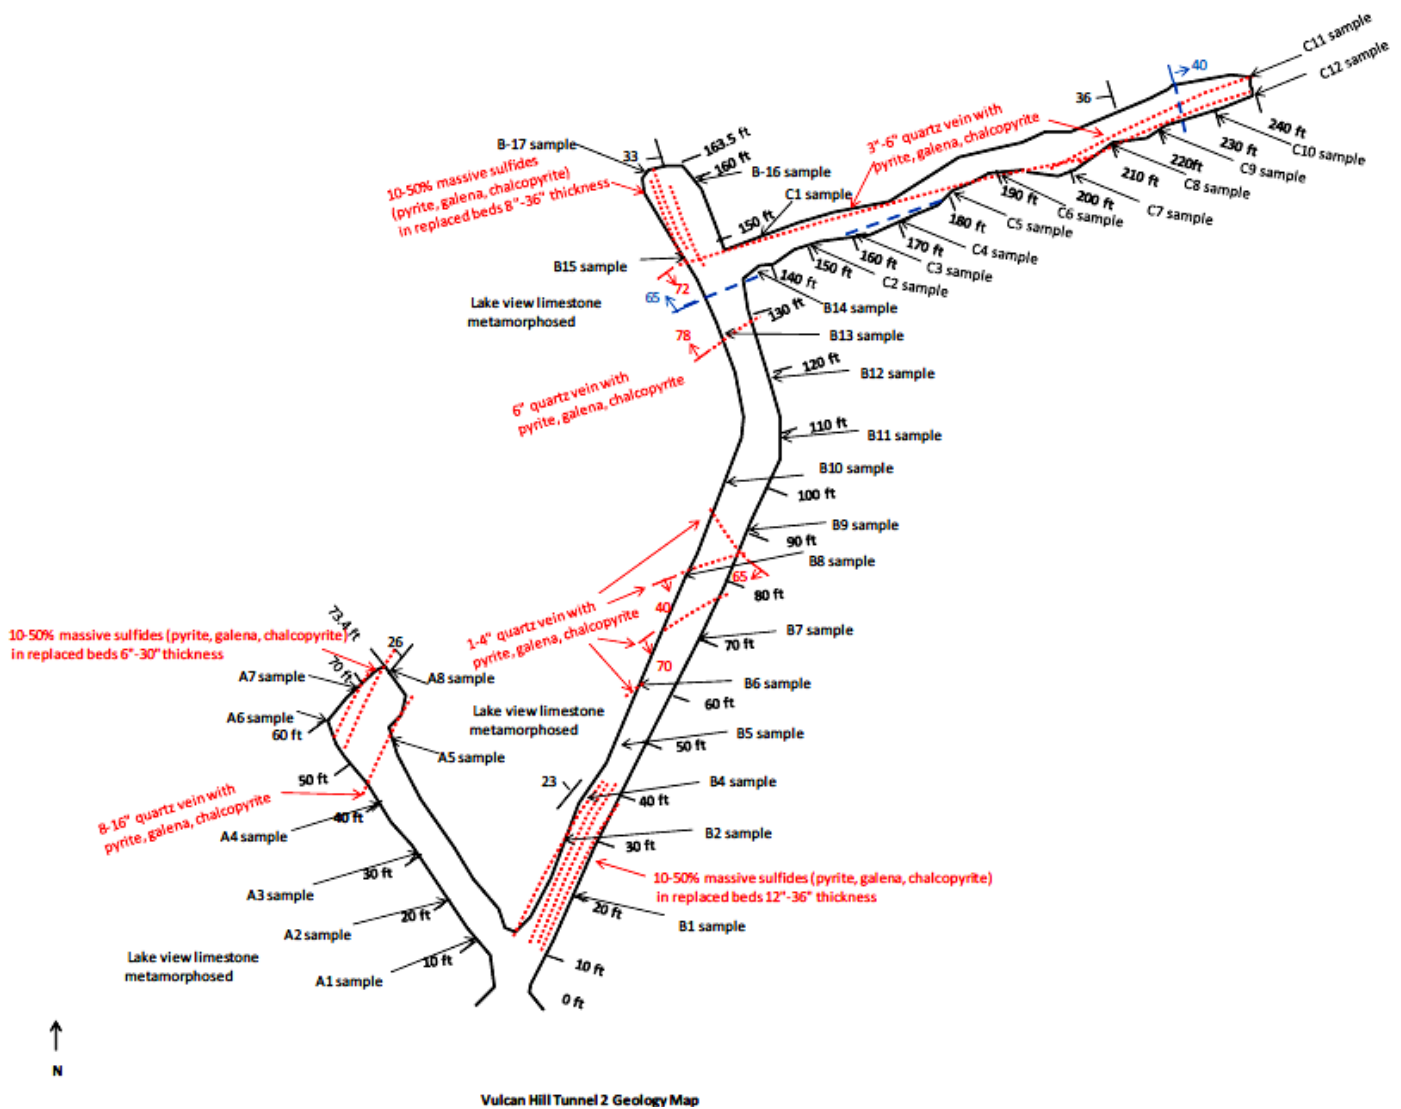 C11 sample
C12 sample
40
36
240 ft
230 ft
C10 sample
C9 sample
220ft
C8 sample
210 ft
C7 sample
200 ft
C6 sample
190 ft
C5 sample
180 ft
C4 sample
170 ft
C3 sample
160 ft
C2 sample
150 ft
3"-6" quartz vein with
pyrite, galena, chalcopyrite
B-17 sample
33
163.5 ft
160 ft
B-16 sample
C1 sample
150 ft
10-50% massive sulfides
(pyrite, galena, chalcopyrite)
in replaced beds 8"-36" thickness
B15 sample
72
65
140 ft
B14 sample
Lake view limestone
metamorphosed
130 ft
B13 sample
78
6" quartz vein with
pyrite, galena, chalcopyrite
120 ft
B12 sample
110 ft
B11 sample
B10 sample
100 ft
B9 sample
90 ft
B8 sample
65
80 ft
40
1-4" quartz vein with
pyrite, galena, chalcopyrite
B7 sample
70 ft
70
B6 sample
60 ft
Lake view limestone
metamorphosed
B5 sample
50 ft
23
B4 sample
40 ft
B2 sample
30 ft
10-50% massive sulfides (pyrite, galena, chalcopyrite)
in replaced beds 12"-36" thickness
20 ft
B1 sample
10 ft
0 ft
73.4 ft
26
10-50% massive sulfides (pyrite, galena, chalcopyrite)
in replaced beds 6"-30" thickness
70 ft
A7 sample
A8 sample
A6 sample
60 ft
A5 sample
50 ft
8-16" quartz vein with
pyrite, galena, chalcopyrite
40 ft
A4 sample
30 ft
A3 sample
20 ft
A2 sample
10 ft
A1 sample
Lake view limestone
metamorphosed
N
Vulcan Hill Tunnel 2 Geology Map